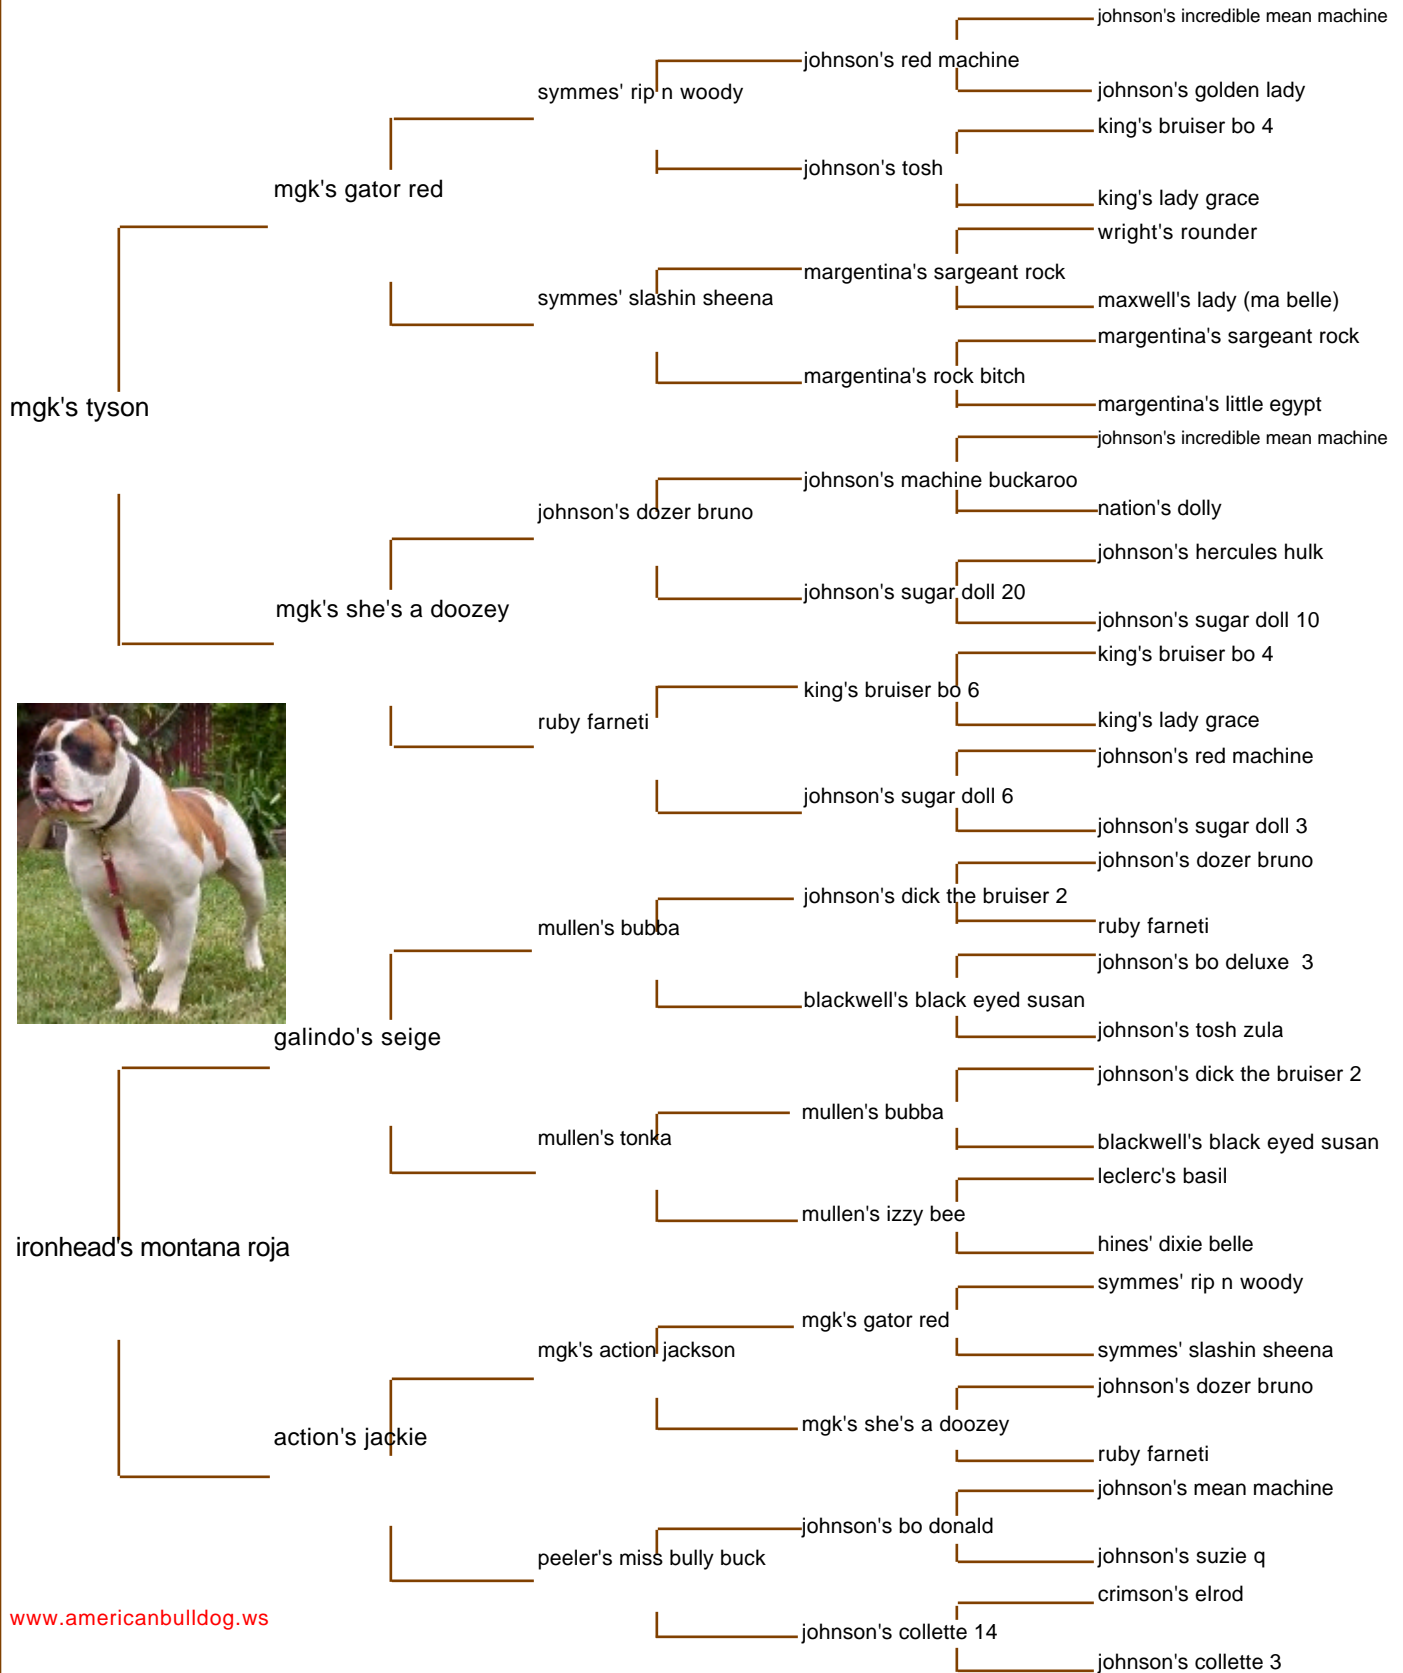 johnson's incredible mean machine
johnson's red machine
symmes' rip n woody
johnson's golden lady
king's bruiser bo 4
johnson's tosh
mgk's gator red
king's lady grace
wright's rounder
margentina's sargeant rock
symmes' slashin sheena
maxwell's lady (ma belle)
margentina's sargeant rock
margentina's rock bitch
mgk's tyson
margentina's little egypt
johnson's incredible mean machine
johnson's machine buckaroo
johnson's dozer bruno
nation's dolly
johnson's hercules hulk
johnson's sugar doll 20
mgk's she's a doozey
johnson's sugar doll 10
king's bruiser bo 4
king's bruiser bo 6
ruby farneti
king's lady grace
johnson's red machine
johnson's sugar doll 6
johnson's sugar doll 3
johnson's dozer bruno
johnson's dick the bruiser 2
mullen's bubba
ruby farneti
johnson's bo deluxe  3
blackwell's black eyed susan
galindo's seige
johnson's tosh zula
johnson's dick the bruiser 2
mullen's bubba
mullen's tonka
blackwell's black eyed susan
leclerc's basil
mullen's izzy bee
ironhead's montana roja
hines' dixie belle
symmes' rip n woody
mgk's gator red
mgk's action jackson
symmes' slashin sheena
johnson's dozer bruno
mgk's she's a doozey
action's jackie
ruby farneti
johnson's mean machine
johnson's bo donald
peeler's miss bully buck
johnson's suzie q
crimson's elrod
www.americanbulldog.ws
johnson's collette 14
johnson's collette 3